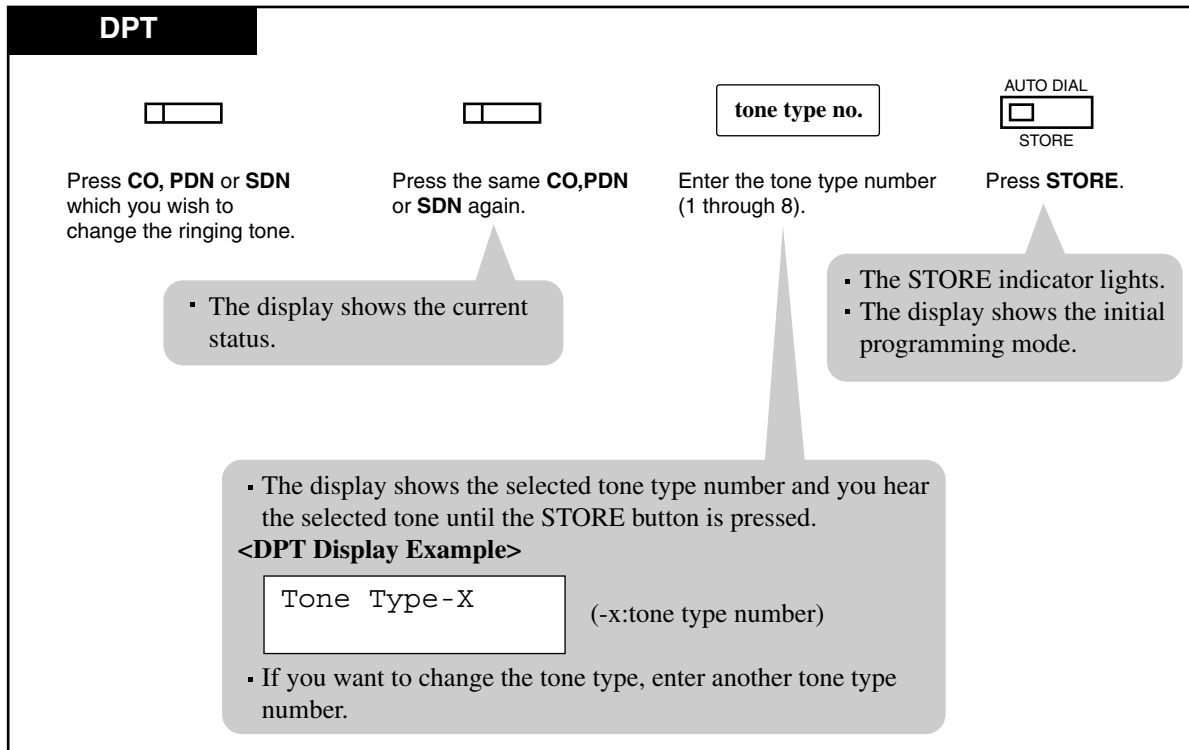 DPT
tone type no.
AUTO DIAL
STORE
Press CO, PDN or SDN
which you wish to
change the ringing tone.
Press the same CO,PDN
or SDN again.
Enter the tone type number
(1 through 8).
Press STORE.
▪ The display shows the current
status.
▪ The STORE indicator lights.
▪ The display shows the initial
programming mode.
▪ The display shows the selected tone type number and you hear
the selected tone until the STORE button is pressed.
<DPT Display Example>
Tone Type-X
(-x:tone type number)
▪ If you want to change the tone type, enter another tone type
number.